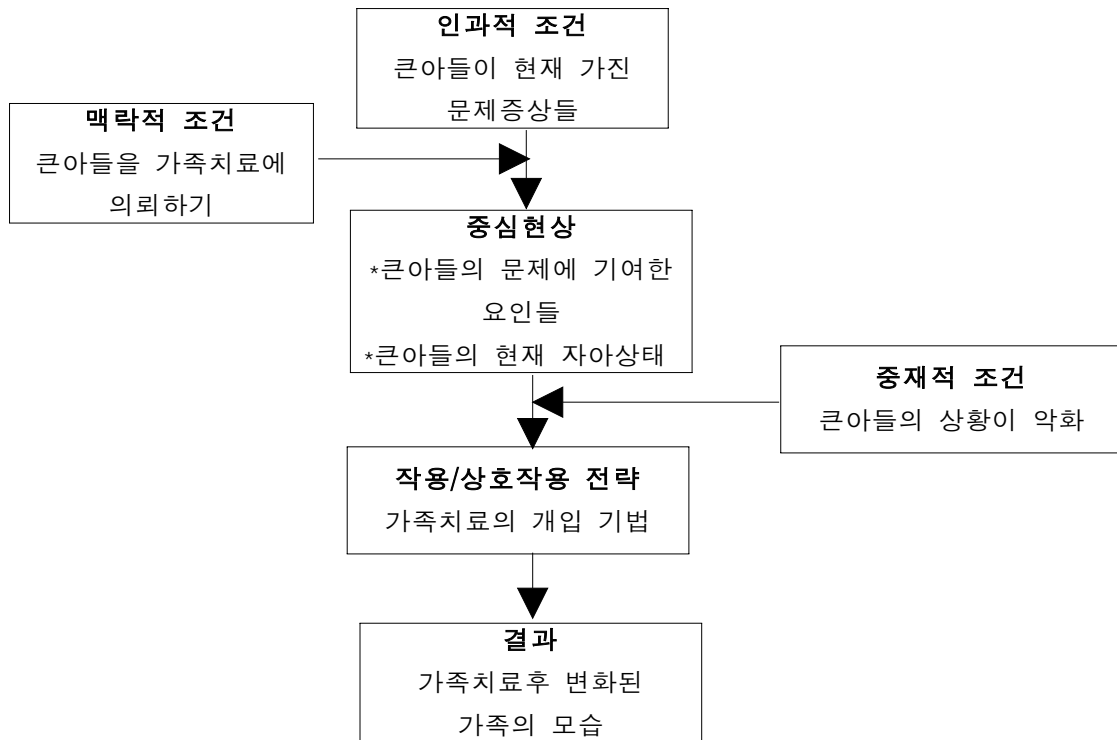 인과적 조건
큰아들이 현재 가진
문제증상들
맥락적 조건
큰아들을 가족치료에
의뢰하기
중심현상
*큰아들의 문제에 기여한
요인들
*큰아들의 현재 자아상태
중재적 조건
큰아들의 상황이 악화
작용/상호작용 전략
가족치료의 개입 기법
결과
가족치료후 변화된
가족의 모습